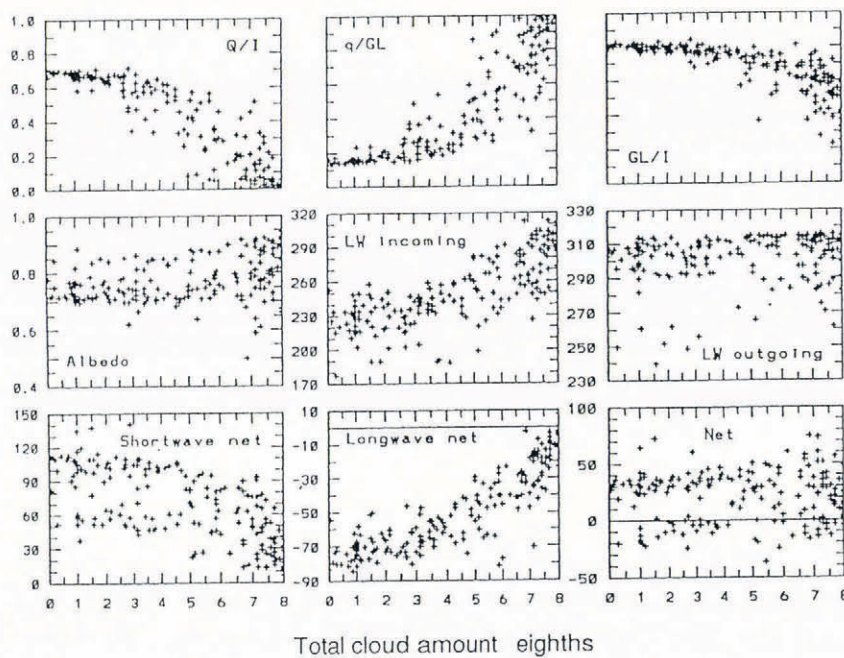 Q/I
q/GL
GL/I
1.0
0.8
0.6
0.4
0.2
0.0
Albedo
LW incoming
LW outgoing
1.0
0.8
0.6
0.4
320
290
260
230
200
170
330
310
290
270
250
230
Shortwave net
Longwave net
Net
150
120
90
60
30
0
10
-10
-30
-50
-70
-90
100
50
0
-50
0 1 2 3 4 5 6 7 8
0 1 2 3 4 5 6 7 8
0 1 2 3 4 5 6 7 8
Total cloud amount eighths